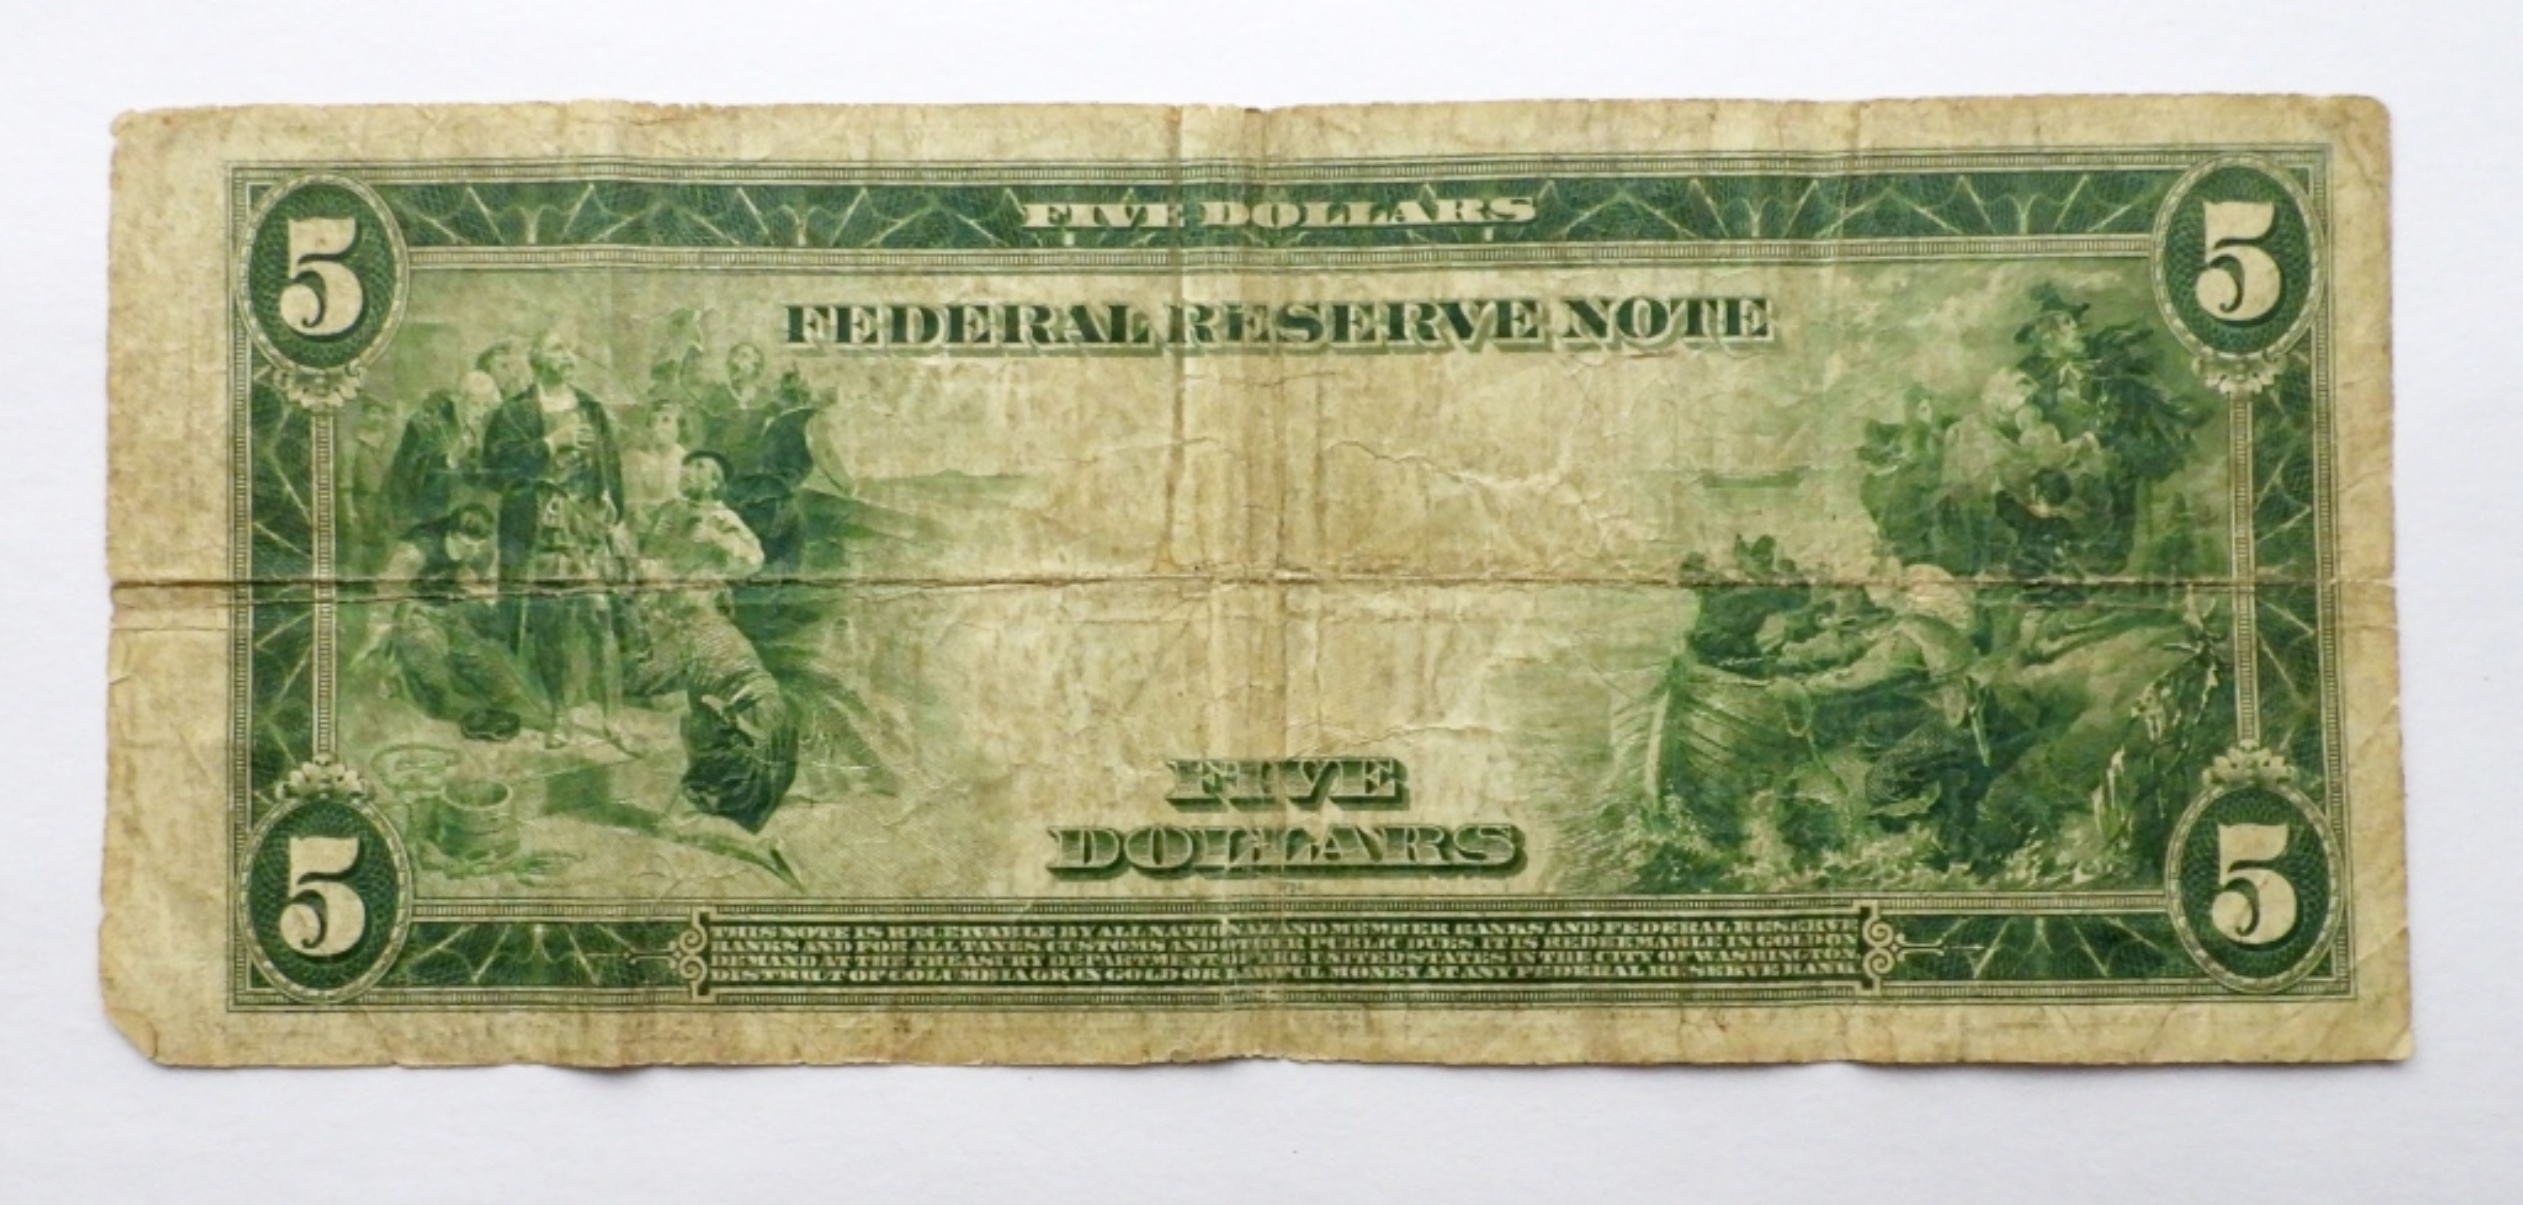 5 FIVE DOLLARS 5
FEDERAL RESERVE NOTE
FIVE
DOLLARS
5 5
THIS NOTE IS RECEIVABLE BY ALL NATIONAL AND MEMBER BANKS AND FEDERAL RESERVE
BANKS AND FOR ALL TAXES CUSTOMS AND OTHER PUBLIC DUES IT IS REDEEMABLE IN GOLD ON
DEMAND AT THE TREASURY DEPARTMENT OF THE UNITED STATES IN THE CITY OF WASHINGTON
DISTRICT OF COLUMBIA OR IN GOLD OR LAWFUL MONEY AT ANY FEDERAL RESERVE BANK